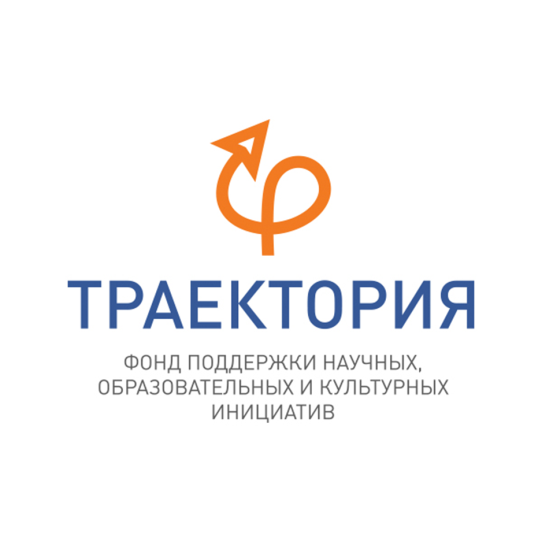 ТРАЕКТОРИЯ
ФОНД ПОДДЕРЖКИ НАУЧНЫХ,
ОБРАЗОВАТЕЛЬНЫХ И КУЛЬТУРНЫХ
ИНИЦИАТИВ